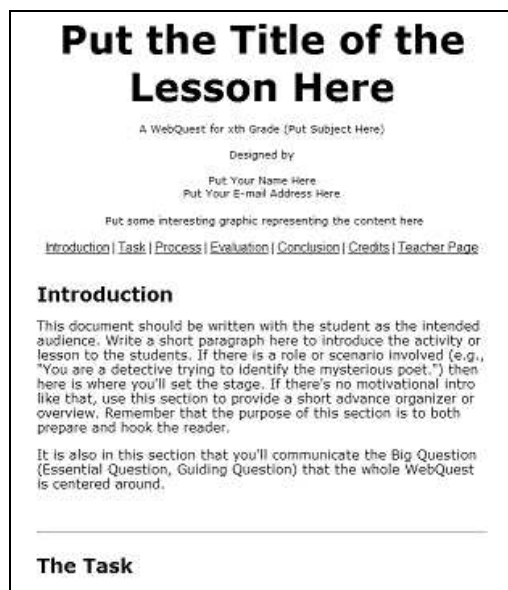 Put the Title of the
Lesson Here
A WebQuest for xth Grade (Put Subject Here)
Designed by
Put Your Name Here
Put Your E-mail Address Here
Put some interesting graphic representing the content here
Introduction | Task | Process | Evaluation | Conclusion | Credits | Teacher Page
Introduction
This document should be written with the student as the intended
audience. Write a short paragraph here to introduce the activity or
lesson to the students. If there is a role or scenario involved (e.g.,
"You are a detective trying to identify the mysterious poet.") then
here is where you'll set the stage. If there's no motivational intro
like that, use this section to provide a short advance organizer or
overview. Remember that the purpose of this section is to both
prepare and hook the reader.
It is also in this section that you'll communicate the Big Question
(Essential Question, Guiding Question) that the whole WebQuest
is centered around.
The Task